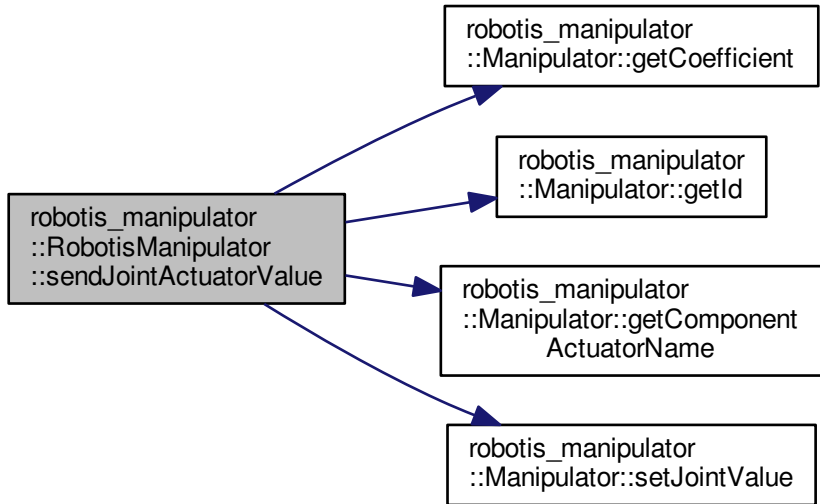 robotis_manipulator
::Manipulator::getCoefficient
robotis_manipulator
::Manipulator::getId
robotis_manipulator
::RobotisManipulator
::sendJointActuatorValue
robotis_manipulator
::Manipulator::getComponent
ActuatorName
robotis_manipulator
::Manipulator::setJointValue